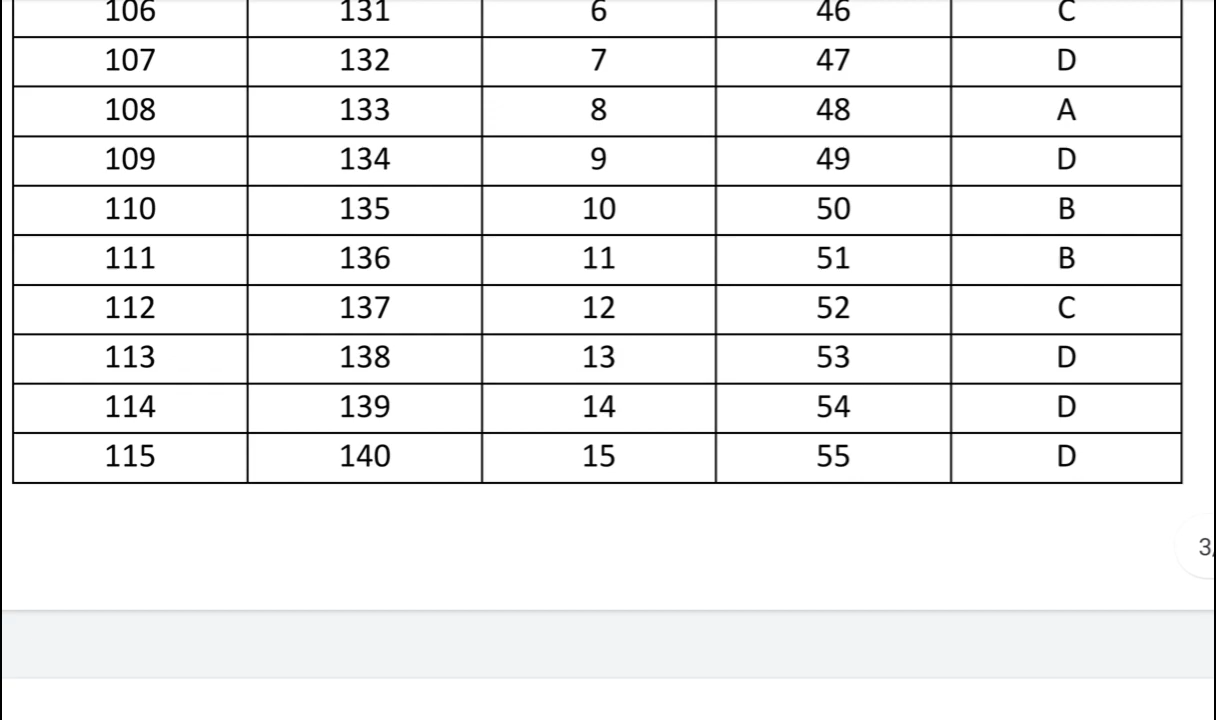 106 131 6 46 C
107 132 7 47 D
108 133 8 48 A
109 134 9 49 D
110 135 10 50 B
111 136 11 51 B
112 137 12 52 C
113 138 13 53 D
114 139 14 54 D
115 140 15 55 D
3